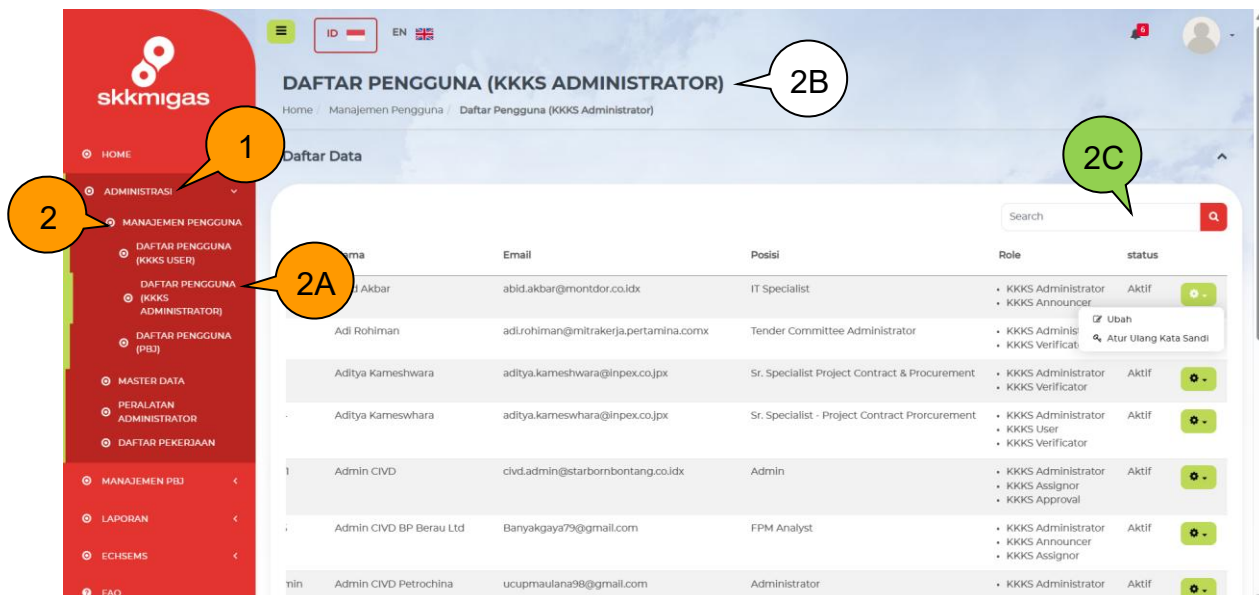 skkmigas
ID
EN
6
DAFTAR PENGGUNA (KKKS ADMINISTRATOR)
2B
Home / Manajemen Pengguna / Daftar Pengguna (KKKS Administrator)
HOME
1
Daftar Data
2C
ADMINISTRASI
2
MANAJEMEN PENGGUNA
Search
DAFTAR PENGGUNA
(KKKS USER)
DAFTAR PENGGUNA
(KKKS
ADMINISTRATOR)
2A
DAFTAR PENGGUNA
(PBJ)
MASTER DATA
PERALATAN
ADMINISTRATOR
DAFTAR PEKERJAAN
MANAJEMEN PBJ
LAPORAN
ECHSEMS
FAQ
Email Posisi Role status
Akbar abid.akbar@montdor.co.idx IT Specialist • KKKS Administrator Aktif
• KKKS Announcer
Ubah
Atur Ulang Kata Sandi
Adi Rohiman adi.rohiman@mitrakerja.pertamina.comx Tender Committee Administrator • KKKS
• KKKS
Aditya Kameshwara aditya.kameshwara@inpex.co.jpx Sr. Specialist Project Contract & Procurement • KKKS Administrator Aktif
• KKKS Verificator
Aditya Kameswhara aditya.kameswhara@inpex.co.jpx Sr. Specialist - Project Contract Prorcurement • KKKS Administrator Aktif
• KKKS User
• KKKS Verificator
Admin CIVD civd.admin@starbornbontang.co.idx Admin • KKKS Administrator Aktif
• KKKS Assignor
• KKKS Approval
Admin CIVD BP Berau Ltd Banyakgaya79@gmail.com FPM Analyst • KKKS Administrator Aktif
• KKKS Announcer
• KKKS Assignor
Admin CIVD Petrochina ucupmaulana98@gmail.com Administrator • KKKS Administrator Aktif